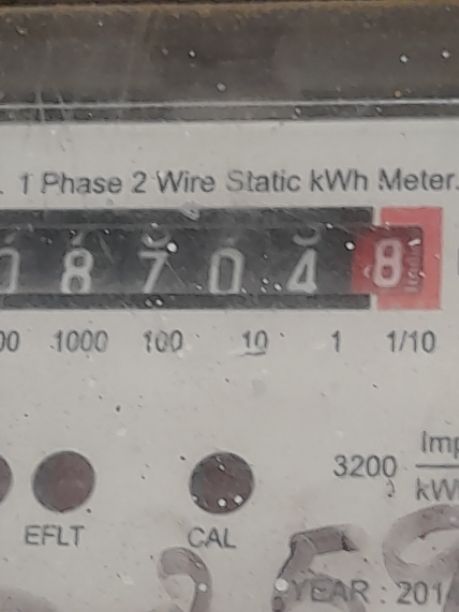 1 Phase 2 Wire Static kWh Meter.
0 8 7 0 4 8
00 1000 100 10 1 1/10
3200 Imp
kW
EFLT CAL
YEAR : 201